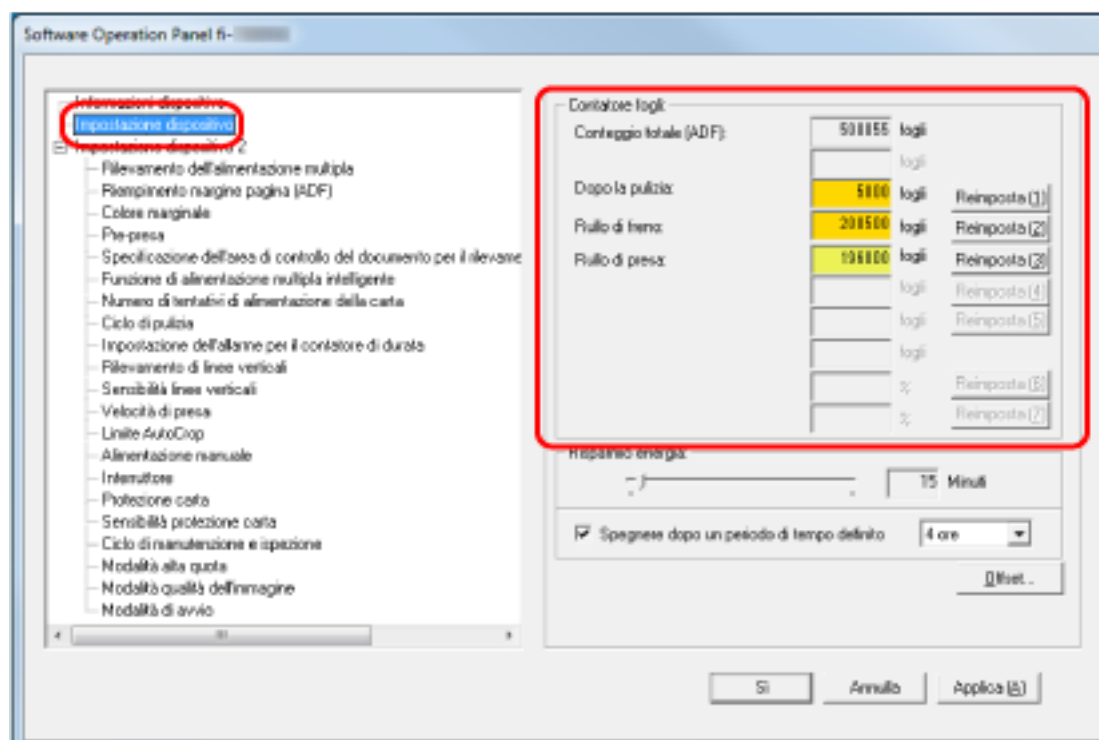 Software Operation Panel fi-
Informazioni dispositivo
Impostazione dispositivo
Impostazione dispositivo 2
Rilevamento dell'alimentazione multipla
Riempimento margine pagina (ADF)
Colore marginale
Pre-presa
Specificazione dell'area di controllo del documento per il rilevame
Funzione di alimentazione multipla intelligente
Numero di tentativi di alimentazione della carta
Ciclo di pulizia
Impostazione dell'allarme per il contatore di durata
Rilevamento di linee verticali
Sensibilità linee verticali
Velocità di presa
Limite AutoCrop
Alimentazione manuale
Interruttore
Protezione carta
Sensibilità protezione carta
Ciclo di manutenzione e ispezione
Modalità alta quota
Modalità qualità dell'immagine
Modalità di avvio
Contatore fogli:
Conteggio totale (ADF): fogli
fogli
Dopo la pulizia: 5000 fogli Reimposta (1)
Rullo di freno: 200500 fogli Reimposta (2)
Rullo di presa: fogli Reimposta (3)
fogli Reimposta (4)
fogli Reimposta (5)
fogli
% Reimposta (6)
% Reimposta (7)
Risparmio energia:
15 Minuti
Spegnere dopo un periodo di tempo definito 4 ore
Offset...
Sì Annulla Applica (A)